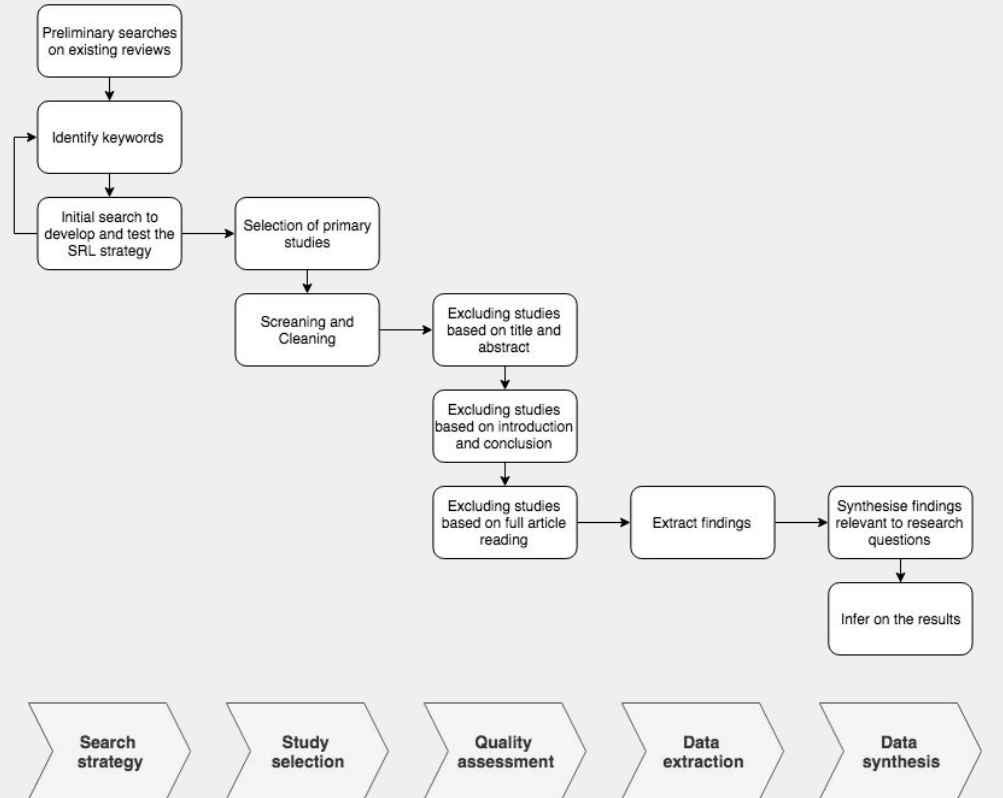 Preliminary searches
on existing reviews
Identify keywords
Initial search to
develop and test the
SRL strategy
Selection of primary
studies
Screaning and
Cleaning
Excluding studies
based on title and
abstract
Excluding studies
based on introduction
and conclusion
Excluding studies
based on full article
reading
Extract findings
Synthesise findings
relevant to research
questions
Infer on the results
Search
strategy
Study
selection
Quality
assessment
Data
extraction
Data
synthesis